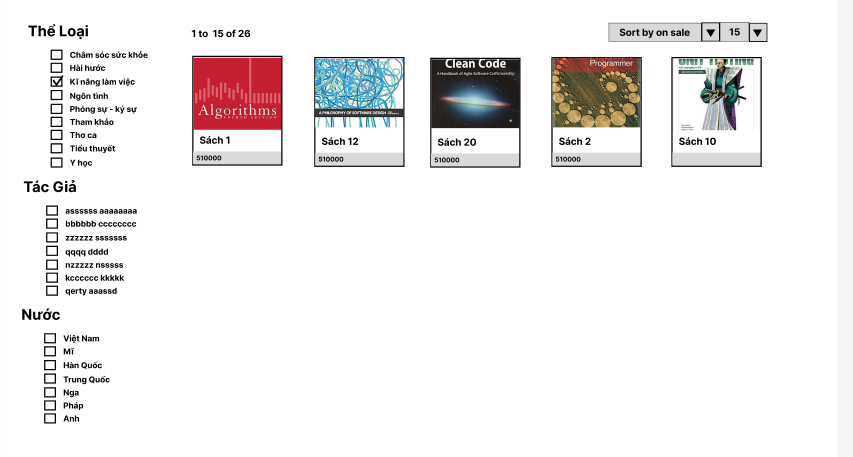 Thể Loại
Chăm sóc sức khỏe
Hài hước
Kĩ năng làm việc
Ngôn tình
Phóng sự - ký sự
Tham khảo
Thơ ca
Tiểu thuyết
Y học
Tác Giả
assssss aaaaaaaa
bbbbbb cccccccc
zzzzzz sssssss
qqqq dddd
nzzzzz nsssss
kcccccc kkkkk
qerty aaassd
Nước
Việt Nam
Mĩ
Hàn Quốc
Trung Quốc
Nga
Pháp
Anh
1 to 15 of 26
Sort by on sale ▼ 15 ▼
Algorithms
FOURTH EDITION
Sách 1
510000
A PHILOSOPHY OF SOFTWARE DESIGN
Sách 12
510000
Clean Code
A Handbook of Agile Software Craftsmanship
Sách 20
510000
Programmer
Sách 2
510000
UNIT TESTING
Sách 10